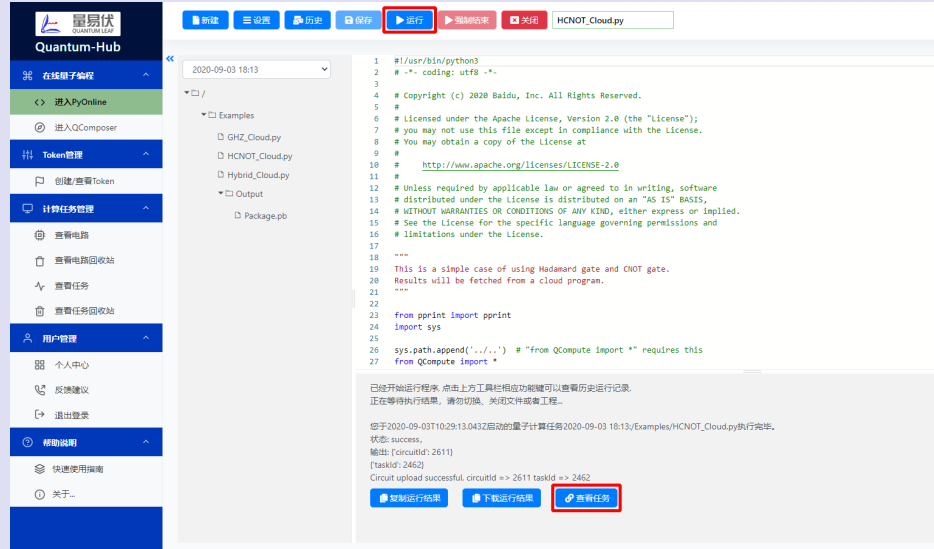 量易伏
QUANTUM LEAF
Quantum-Hub
在线量子编程
进入PyOnline
进入QComposer
Token管理
创建/查看Token
计算任务管理
查看电路
查看电路回收站
查看任务
查看任务回收站
用户管理
个人中心
反馈建议
退出登录
帮助说明
快速使用指南
关于...
新建
设置
历史
保存
运行
强制结束
关闭
HCNOT_Cloud.py
2020-09-03 18:13
/
Examples
GHZ_Cloud.py
HCNOT_Cloud.py
Hybrid_Cloud.py
Output
Package.pb
1 #!/usr/bin/python3
2 # -*- coding: utf8 -*-
3
4 # Copyright (c) 2020 Baidu, Inc. All Rights Reserved.
5 #
6 # Licensed under the Apache License, Version 2.0 (the "License");
7 # you may not use this file except in compliance with the License.
8 # You may obtain a copy of the License at
9 #
10 #     http://www.apache.org/licenses/LICENSE-2.0
11 #
12 # Unless required by applicable law or agreed to in writing, software
13 # distributed under the License is distributed on an "AS IS" BASIS,
14 # WITHOUT WARRANTIES OR CONDITIONS OF ANY KIND, either express or implied.
15 # See the License for the specific language governing permissions and
16 # limitations under the License.
17
18 """
19 This is a simple case of using Hadamard gate and CNOT gate.
20 Results will be fetched from a cloud program.
21 """
22
23 from pprint import pprint
24 import sys
25
26 sys.path.append('../..')  # "from QCompute import *" requires this
27 from QCompute import *
已经开始运行程序. 点击上方工具栏相应功能键可以查看历史运行记录.
正在等待执行结果，请勿切换、关闭文件或者工程...
您于2020-09-03T10:29:13.043Z启动的量子计算任务2020-09-03 18:13:/Examples/HCNOT_Cloud.py执行完毕。
状态: success,
输出: {'circuitId': 2611}
{'taskId': 2462}
Circuit upload successful, circuitId => 2611 taskId => 2462
复制运行结果
下载运行结果
查看任务